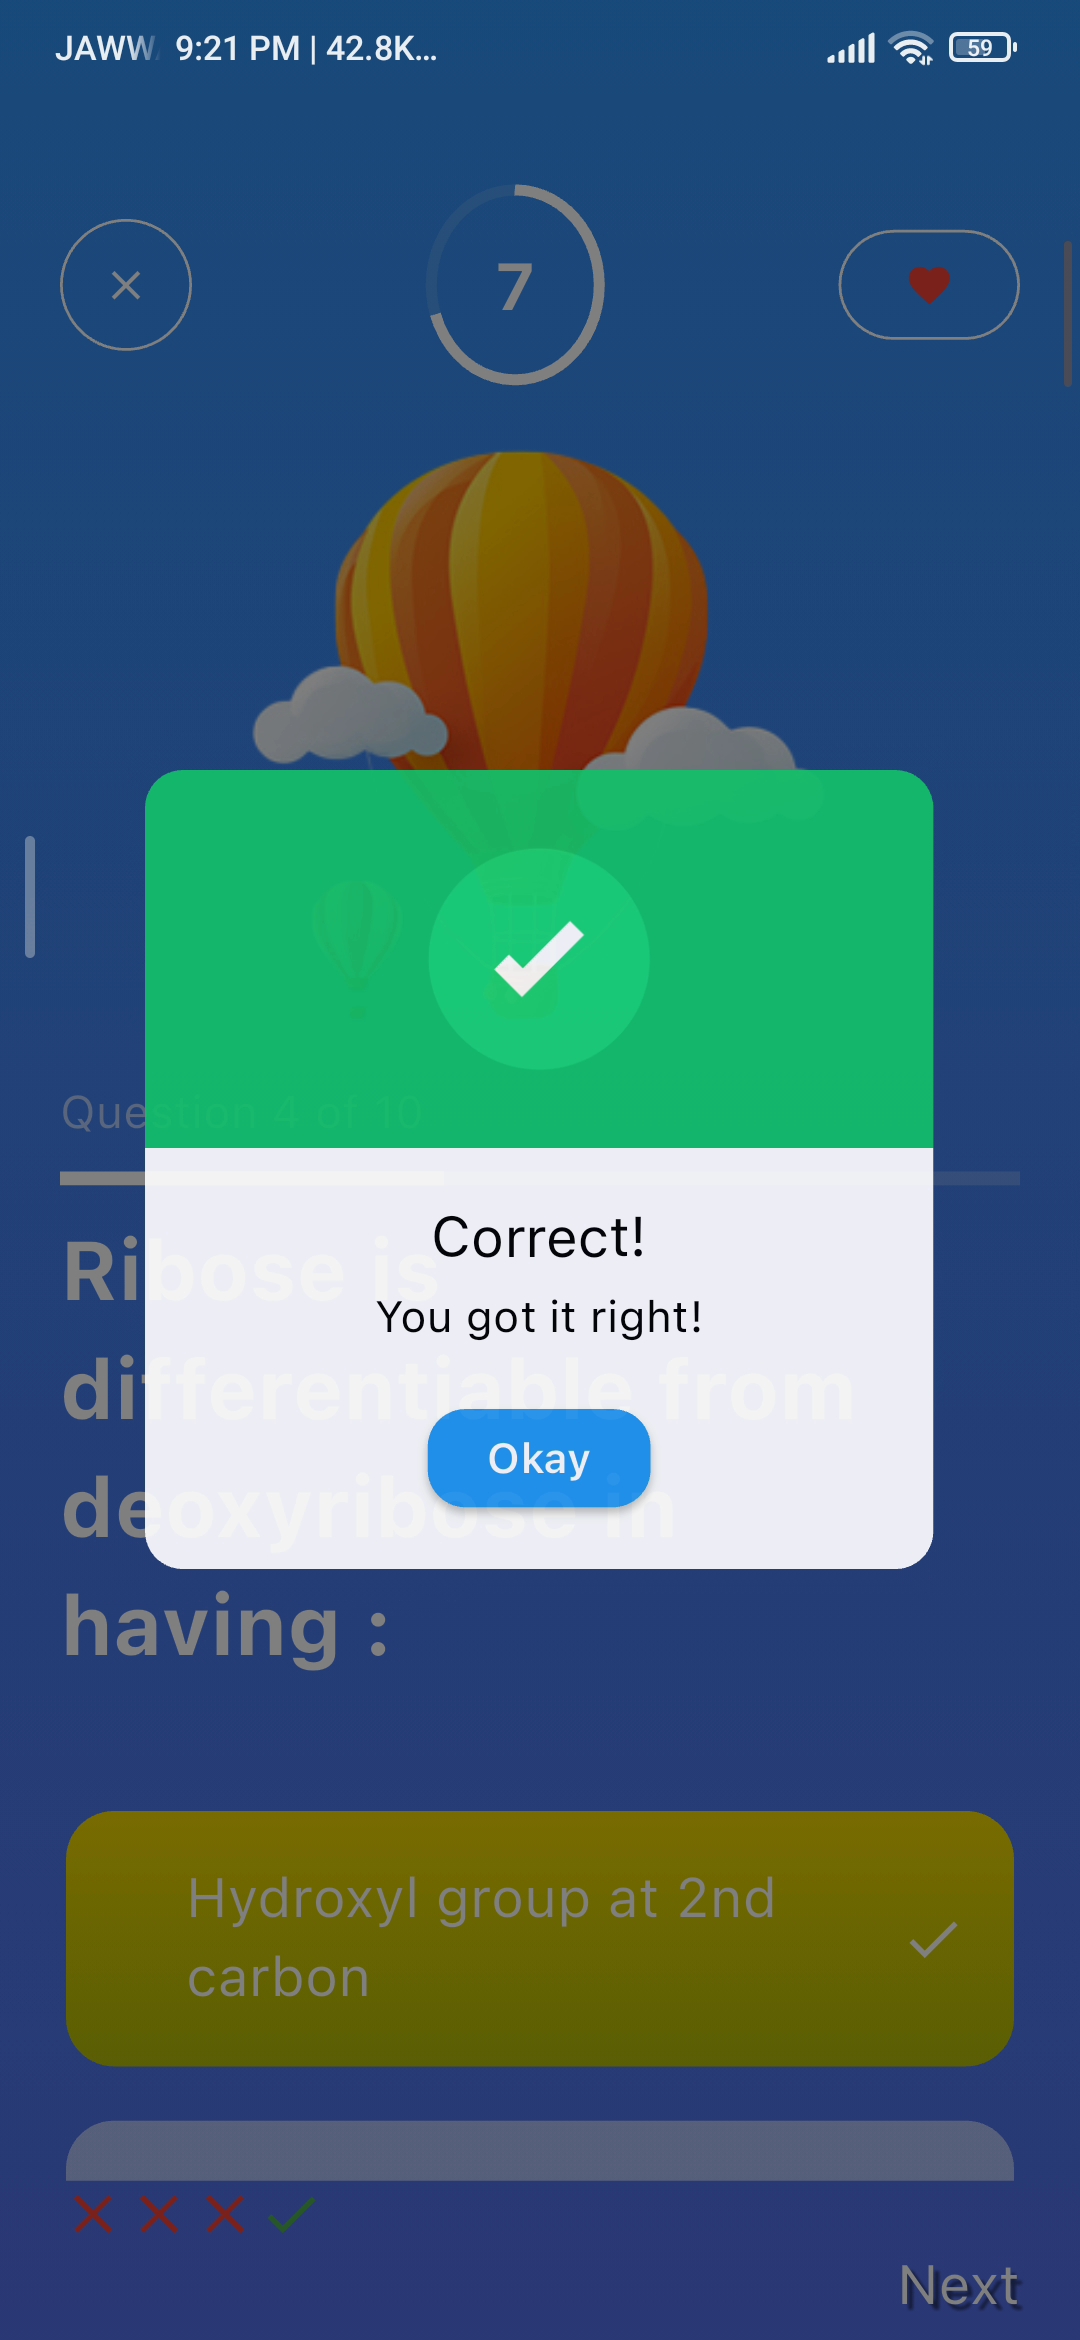 JAWW 9:21 PM | 42.8K...
59
7
Question 4 of 10
Ribose is
differentiable from
deoxyribose in
having :
Correct!
You got it right!
Okay
Hydroxyl group at 2nd
carbon
Next